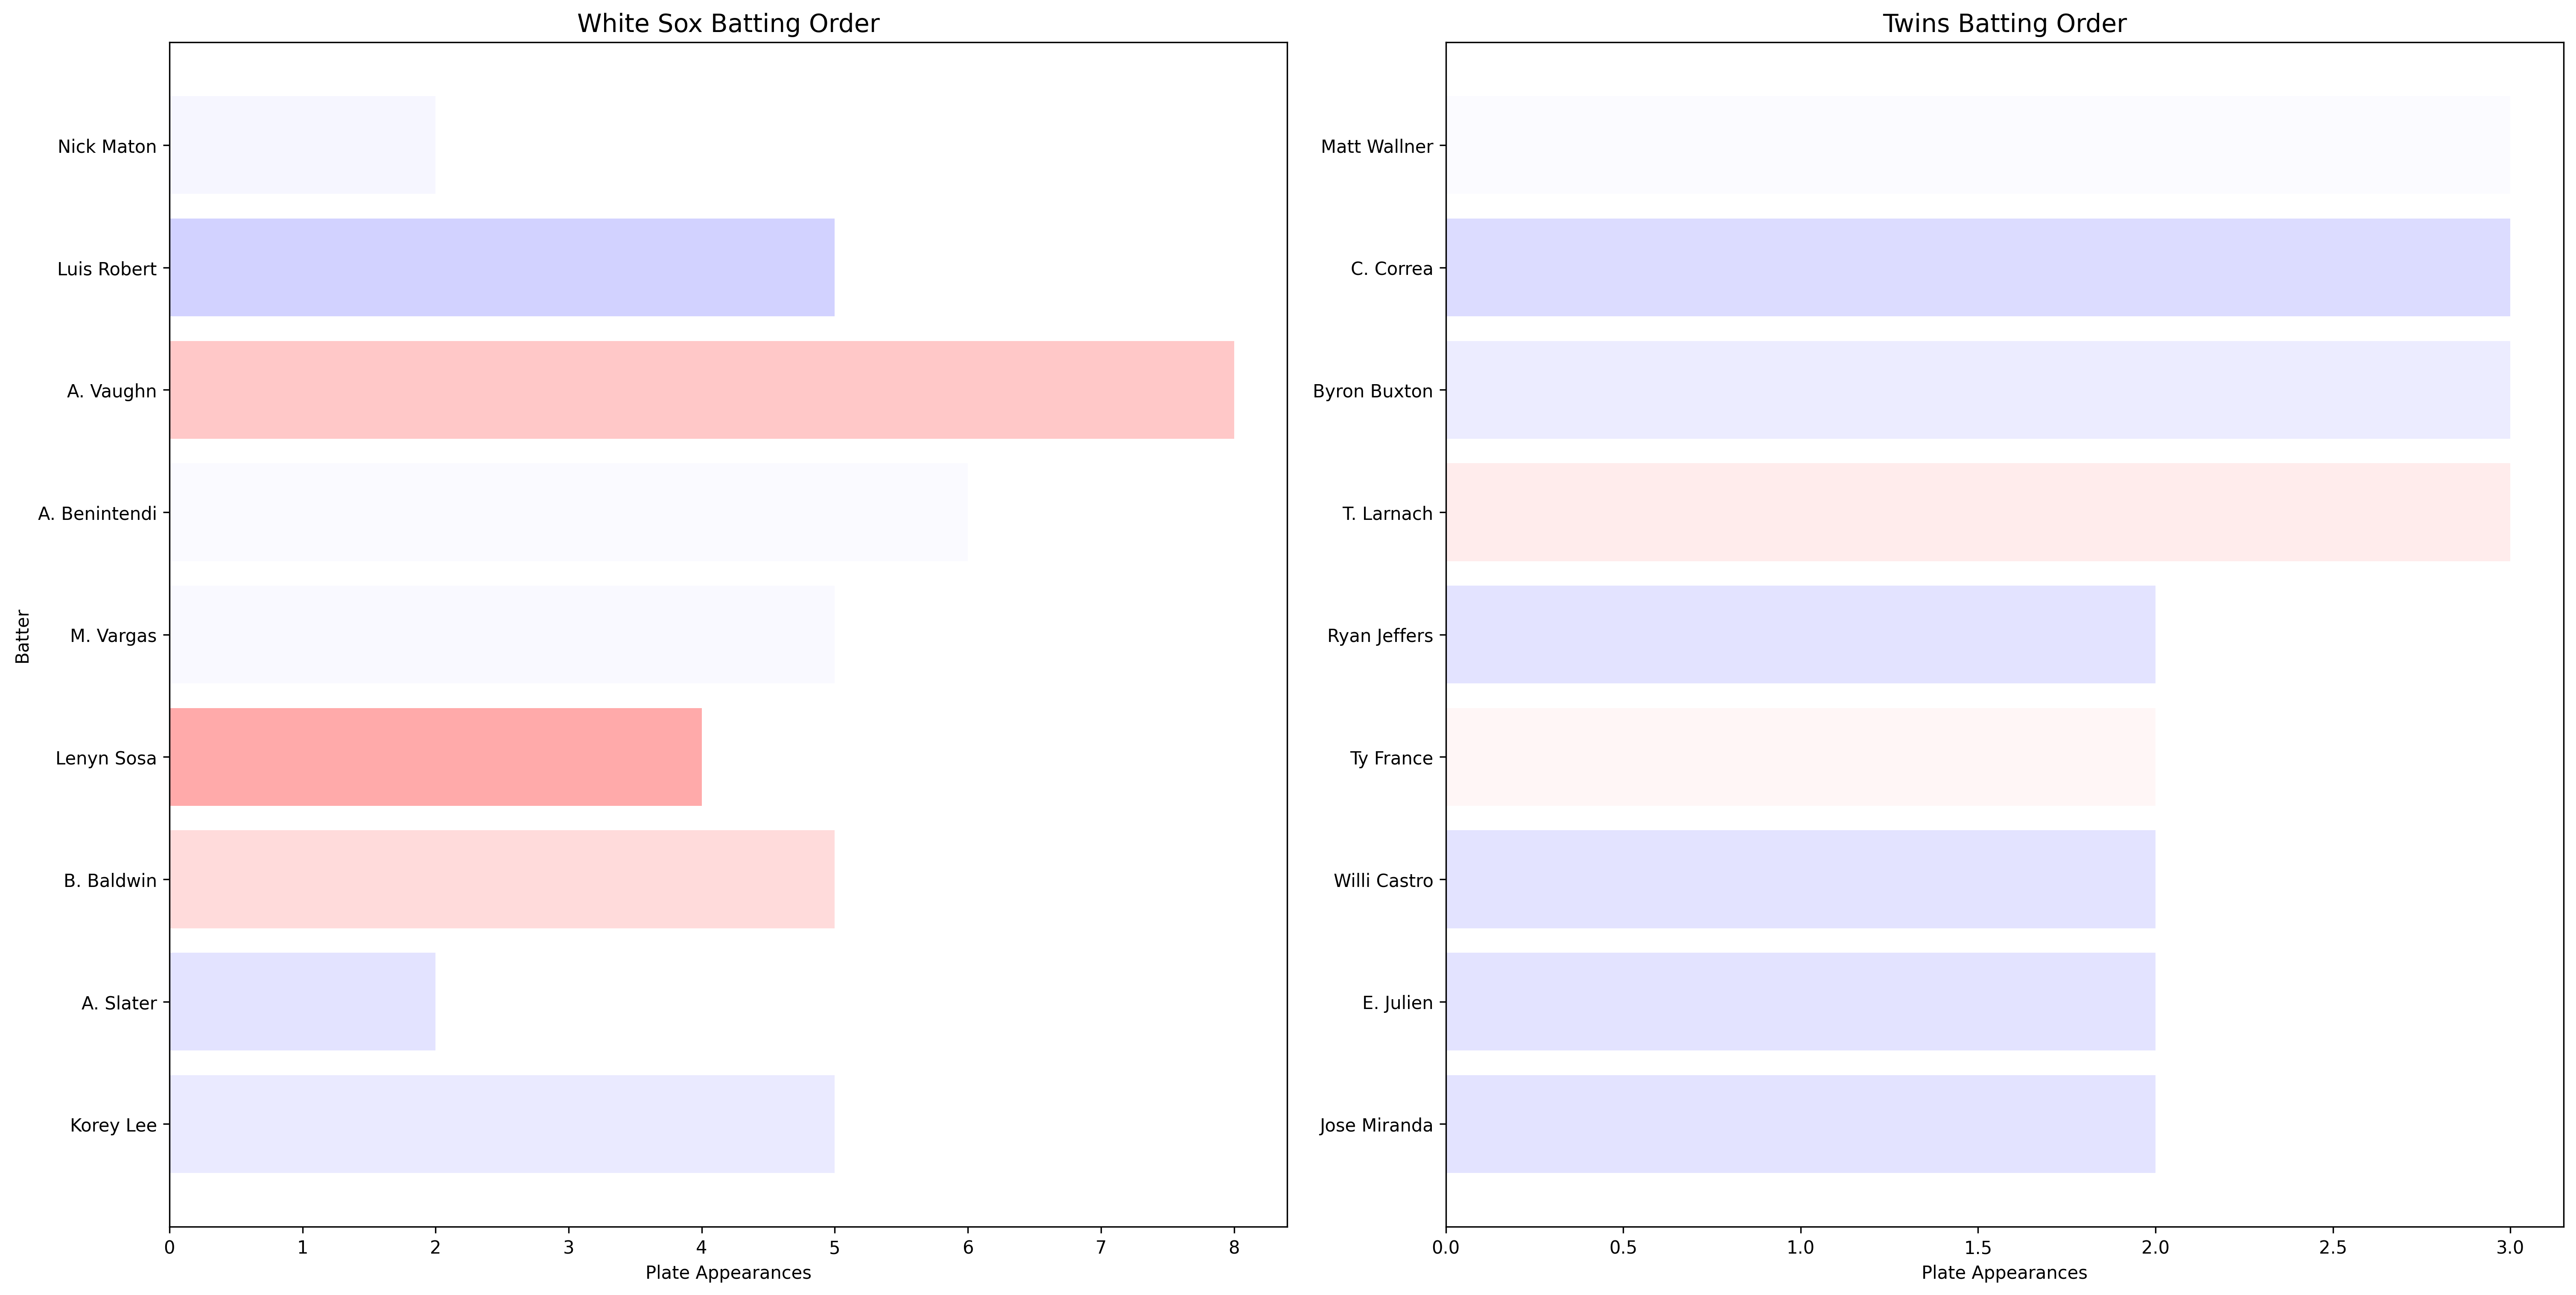 White Sox Batting Order
Batter
Nick Maton
Luis Robert
A. Vaughn
A. Benintendi
M. Vargas
Lenyn Sosa
B. Baldwin
A. Slater
Korey Lee
0 1 2 3 4 5 6 7 8
Plate Appearances
Twins Batting Order
Matt Wallner
C. Correa
Byron Buxton
T. Larnach
Ryan Jeffers
Ty France
Willi Castro
E. Julien
Jose Miranda
0.0 0.5 1.0 1.5 2.0 2.5 3.0
Plate Appearances